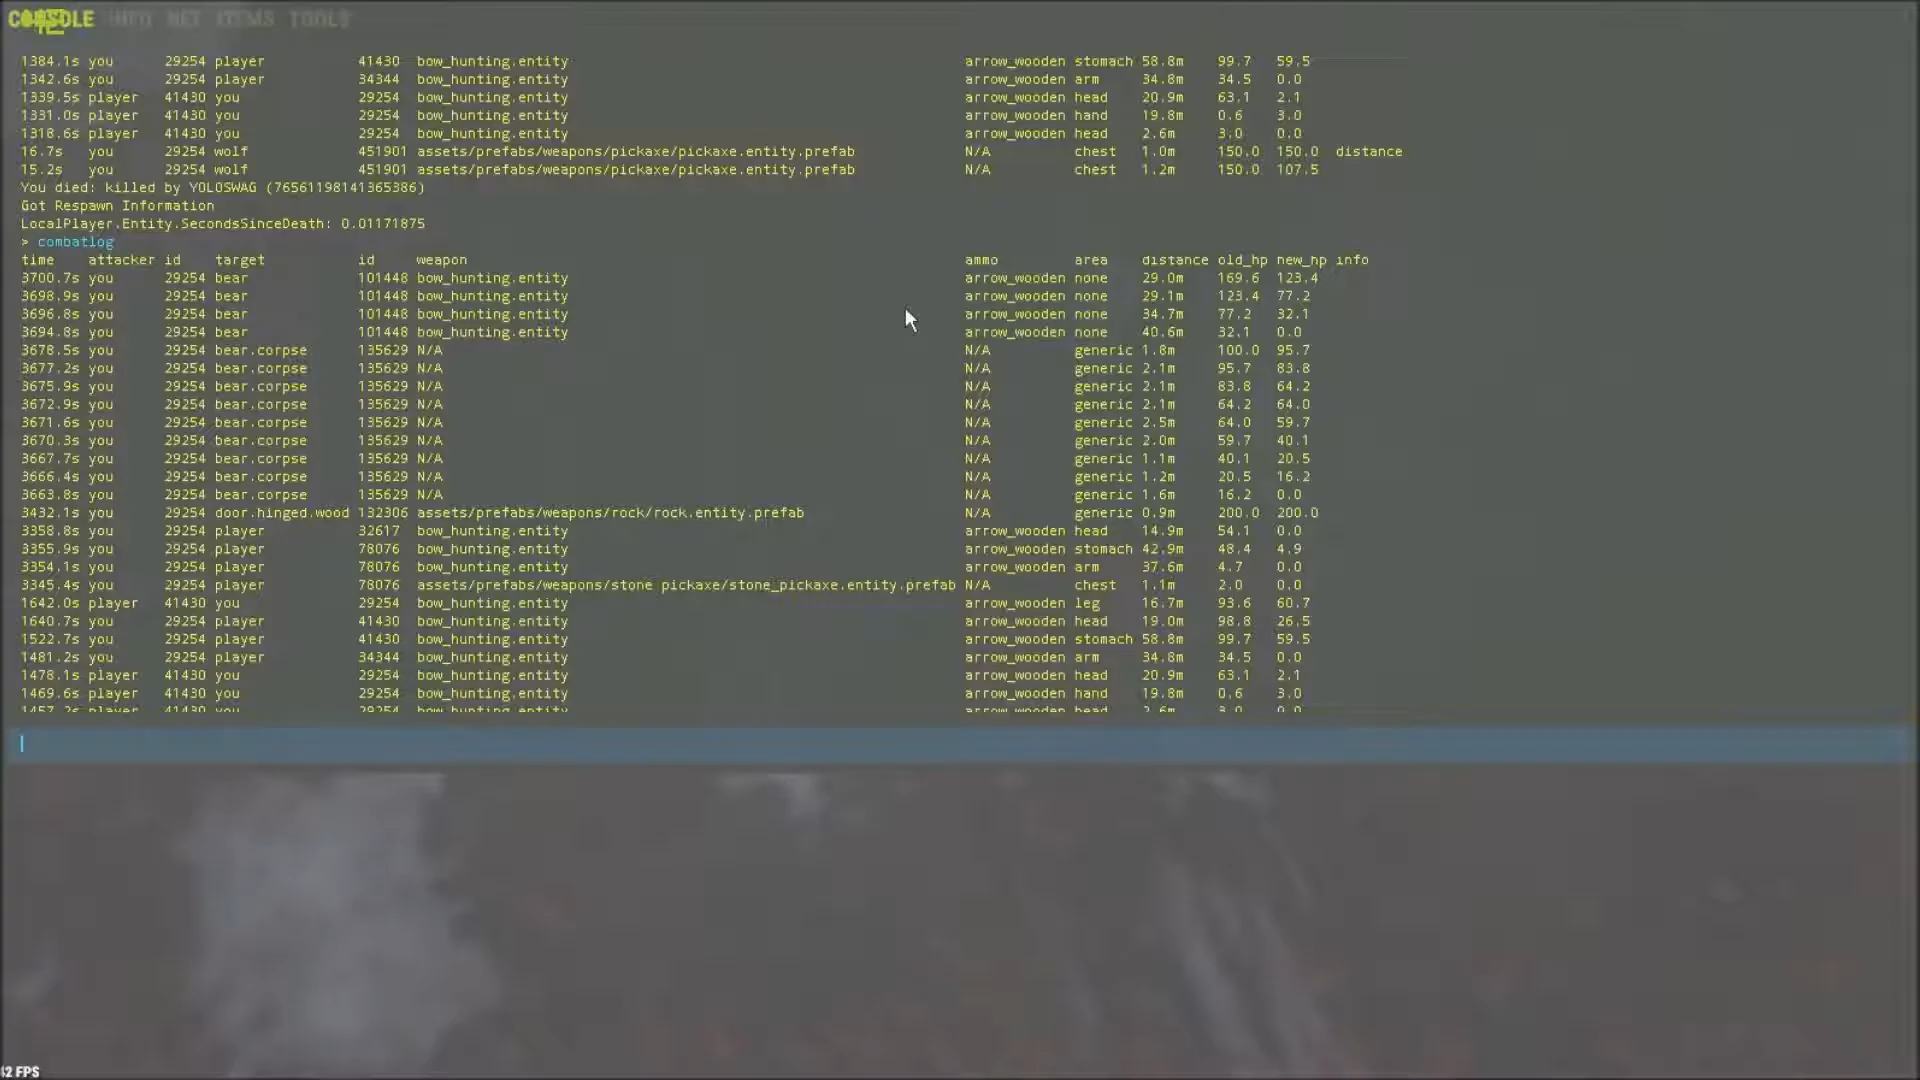 CONSOLE INFO NET ITEMS TOOLS
1384.1s you 29254 player 41430 bow_hunting.entity arrow_wooden stomach 58.8m 99.7 59.5
1342.6s you 29254 player 34344 bow_hunting.entity arrow_wooden arm 34.8m 34.5 0.0
1339.5s player 41430 you 29254 bow_hunting.entity arrow_wooden head 20.9m 63.1 2.1
1331.0s player 41430 you 29254 bow_hunting.entity arrow_wooden hand 19.8m 0.6 3.0
1318.6s player 41430 you 29254 bow_hunting.entity arrow_wooden head 2.6m 3.0 0.0
16.7s you 29254 wolf 451901 assets/prefabs/weapons/pickaxe/pickaxe.entity.prefab N/A chest 1.0m 150.0 150.0 distance
15.2s you 29254 wolf 451901 assets/prefabs/weapons/pickaxe/pickaxe.entity.prefab N/A chest 1.2m 150.0 107.5
You died: killed by YOLOSWAG (76561198141365386)
Got Respawn Information
LocalPlayer.Entity.SecondsSinceDeath: 0.01171875
> combatlog
time attacker id target id weapon ammo area distance old_hp new_hp info
3700.7s you 29254 bear 101448 bow_hunting.entity arrow_wooden none 29.0m 169.6 123.4
3698.9s you 29254 bear 101448 bow_hunting.entity arrow_wooden none 29.1m 123.4 77.2
3696.8s you 29254 bear 101448 bow_hunting.entity arrow_wooden none 34.7m 77.2 32.1
3694.8s you 29254 bear 101448 bow_hunting.entity arrow_wooden none 40.6m 32.1 0.0
3678.5s you 29254 bear.corpse 135629 N/A N/A generic 1.8m 100.0 95.7
3677.2s you 29254 bear.corpse 135629 N/A N/A generic 2.1m 95.7 83.8
3675.9s you 29254 bear.corpse 135629 N/A N/A generic 2.1m 83.8 64.2
3672.9s you 29254 bear.corpse 135629 N/A N/A generic 2.1m 64.2 64.0
3671.6s you 29254 bear.corpse 135629 N/A N/A generic 2.5m 64.0 59.7
3670.3s you 29254 bear.corpse 135629 N/A N/A generic 2.0m 59.7 40.1
3667.7s you 29254 bear.corpse 135629 N/A N/A generic 1.1m 40.1 20.5
3666.4s you 29254 bear.corpse 135629 N/A N/A generic 1.2m 20.5 16.2
3663.8s you 29254 bear.corpse 135629 N/A N/A generic 1.6m 16.2 0.0
3432.1s you 29254 door.hinged.wood 132306 assets/prefabs/weapons/rock/rock.entity.prefab N/A generic 0.9m 200.0 200.0
3358.8s you 29254 player 32617 bow_hunting.entity arrow_wooden head 14.9m 54.1 0.0
3355.9s you 29254 player 78076 bow_hunting.entity arrow_wooden stomach 42.9m 48.4 4.9
3354.1s you 29254 player 78076 bow_hunting.entity arrow_wooden arm 37.6m 4.7 0.0
3345.4s you 29254 player 78076 assets/prefabs/weapons/stone pickaxe/stone_pickaxe.entity.prefab N/A chest 1.1m 2.0 0.0
1642.0s player 41430 you 29254 bow_hunting.entity arrow_wooden leg 16.7m 93.6 60.7
1640.7s you 29254 player 41430 bow_hunting.entity arrow_wooden head 19.0m 98.8 26.5
1522.7s you 29254 player 41430 bow_hunting.entity arrow_wooden stomach 58.8m 99.7 59.5
1481.2s you 29254 player 34344 bow_hunting.entity arrow_wooden arm 34.8m 34.5 0.0
1478.1s player 41430 you 29254 bow_hunting.entity arrow_wooden head 20.9m 63.1 2.1
1469.6s player 41430 you 29254 bow_hunting.entity arrow_wooden hand 19.8m 0.6 3.0
1457.2s player 41430 you 29254 bow_hunting.entity arrow_wooden head 2.6m 3.0 0.0
FPS